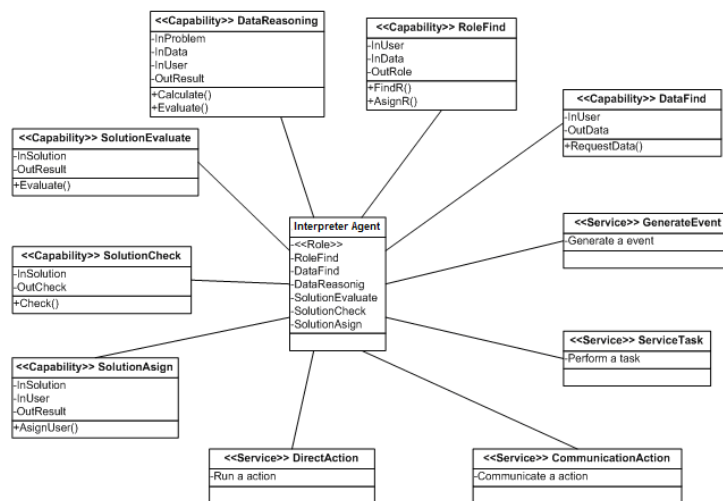 <<Capability>> DataReasoning
-InProblem
-InData
-InUser
-OutResult
+Calculate()
+Evaluate()
<<Capability>> RoleFind
-InUser
-InData
-OutRole
+FindR()
+AsignR()
<<Capability>> DataFind
-InUser
-OutData
+RequestData()
<<Capability>> SolutionEvaluate
-InSolution
-OutResult
+Evaluate()
Interpreter Agent
-<<Role>>
-RoleFind
-DataFind
-DataReasonig
-SolutionEvaluate
-SolutionCheck
-SolutionAsign
<<Service>> GenerateEvent
-Generate a event
<<Capability>> SolutionCheck
-InSolution
-OutCheck
+Check()
<<Service>> ServiceTask
-Perform a task
<<Capability>> SolutionAsign
-InSolution
-InUser
-OutResult
+AsignUser()
<<Service>> DirectAction
-Run a action
<<Service>> CommunicationAction
-Communicate a action